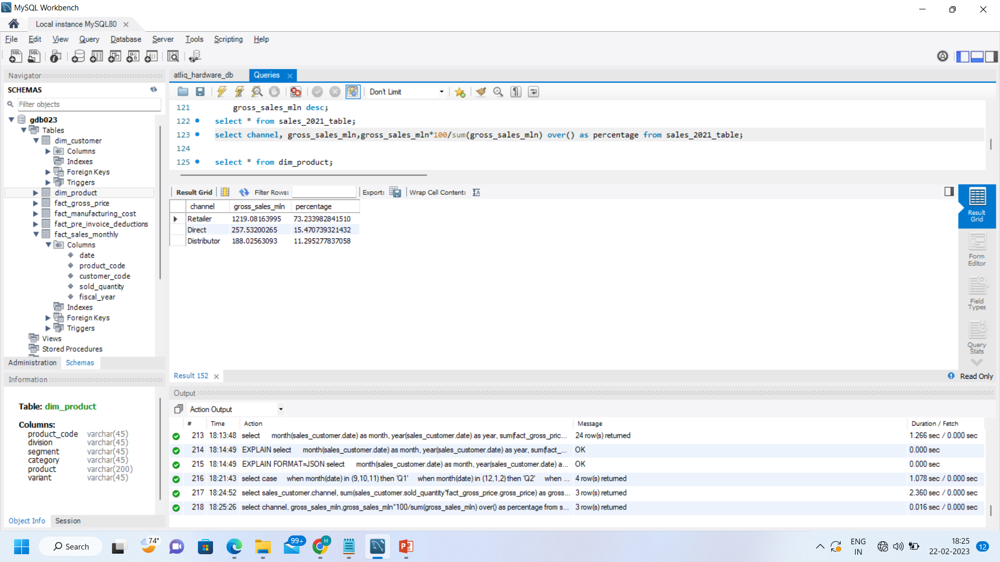 MySQL Workbench
Local instance MySQL80
File Edit View Query Database Server Tools Scripting Help
Navigator
SCHEMAS
Filter objects
gdb023
Tables
dim_customer
Columns
Indexes
Foreign Keys
Triggers
dim_product
fact_gross_price
fact_manufacturing_cost
fact_pre_invoice_deductions
fact_sales_monthly
Columns
date
product_code
customer_code
sold_quantity
fiscal_year
Indexes
Foreign Keys
Triggers
Views
Stored Procedures
Administration Schemas
Information
Table: dim_product
Columns:
product_code varchar(45)
division varchar(45)
segment varchar(45)
category varchar(45)
product varchar(200)
variant varchar(45)
Object Info Session
atliq_hardware_db Queries
Don't Limit
121 gross_sales_mln desc;
122 select * from sales_2021_table;
123 select channel, gross_sales_mln,gross_sales_mln*100/sum(gross_sales_mln) over() as percentage from sales_2021_table;
124
125 select * from dim_product;
Result Grid Filter Rows: Export: Wrap Cell Content:
channel gross_sales_mln percentage
Retailer 1219.08163995 73.233982841510
Direct 257.53200265 15.470739321432
Distributor 188.02563093 11.295277837058
Result Grid
Form Editor
Field Types
Query Stats
Result 152
Read Only
Output
Action Output
# Time Action Message Duration / Fetch
213 18:13:48 select month(sales_customer.date) as month, year(sales_customer.date) as year, sum(fact_gross_pric... 24 row(s) returned 1.266 sec / 0.000 sec
214 18:14:49 EXPLAIN select month(sales_customer.date) as month, year(sales_customer.date) as year, sum(fact_... OK 0.000 sec
215 18:14:49 EXPLAIN FORMAT=JSON select month(sales_customer.date) as month, year(sales_customer.date) a... OK 0.000 sec
216 18:21:43 select case when month(date) in (9,10,11) then 'Q1' when month(date) in (12,1,2) then 'Q2' when ... 4 row(s) returned 1.078 sec / 0.000 sec
217 18:24:52 select sales_customer.channel, sum(sales_customer.sold_quantity*fact_gross_price.gross_price) as gross... 3 row(s) returned 2.360 sec / 0.000 sec
218 18:25:26 select channel, gross_sales_mln,gross_sales_mln*100/sum(gross_sales_mln) over() as percentage from s... 3 row(s) returned 0.016 sec / 0.000 sec
Search
74°
99+
H
ENG
IN
18:25
22-02-2023
12